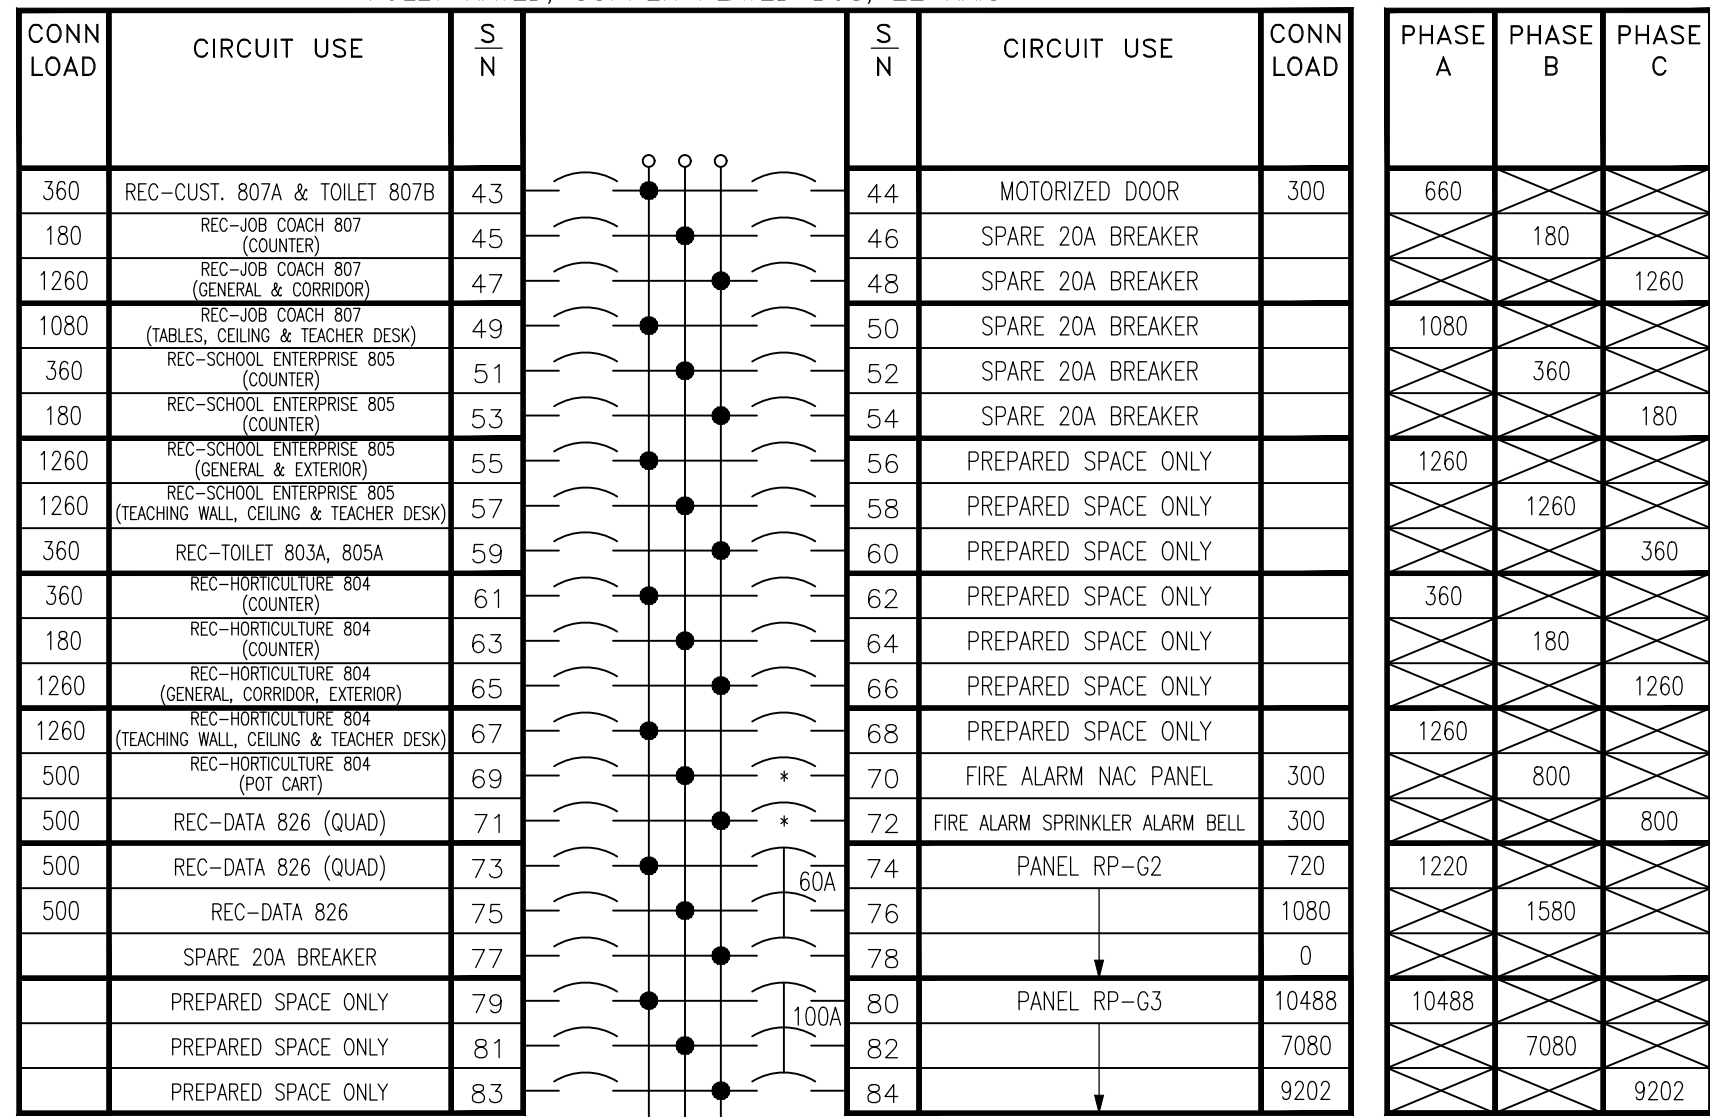 CONN LOAD | CIRCUIT USE | S/N | S/N | CIRCUIT USE | CONN LOAD | PHASE A | PHASE B | PHASE C
360 | REC-CUST. 807A & TOILET 807B | 43 | 44 | MOTORIZED DOOR | 300 | 660
180 | REC-JOB COACH 807 (COUNTER) | 45 | 46 | SPARE 20A BREAKER | 180
1260 | REC-JOB COACH 807 (GENERAL & CORRIDOR) | 47 | 48 | SPARE 20A BREAKER | 1260
1080 | REC-JOB COACH 807 (TABLES, CEILING & TEACHER DESK) | 49 | 50 | SPARE 20A BREAKER | 1080
360 | REC-SCHOOL ENTERPRISE 805 (COUNTER) | 51 | 52 | SPARE 20A BREAKER | 360
180 | REC-SCHOOL ENTERPRISE 805 (COUNTER) | 53 | 54 | SPARE 20A BREAKER | 180
1260 | REC-SCHOOL ENTERPRISE 805 (GENERAL & EXTERIOR) | 55 | 56 | PREPARED SPACE ONLY | 1260
1260 | REC-SCHOOL ENTERPRISE 805 (TEACHING WALL, CEILING & TEACHER DESK) | 57 | 58 | PREPARED SPACE ONLY | 1260
360 | REC-TOILET 803A, 805A | 59 | 60 | PREPARED SPACE ONLY | 360
360 | REC-HORTICULTURE 804 (COUNTER) | 61 | 62 | PREPARED SPACE ONLY | 360
180 | REC-HORTICULTURE 804 (COUNTER) | 63 | 64 | PREPARED SPACE ONLY | 180
1260 | REC-HORTICULTURE 804 (GENERAL, CORRIDOR, EXTERIOR) | 65 | 66 | PREPARED SPACE ONLY | 1260
1260 | REC-HORTICULTURE 804 (TEACHING WALL, CEILING & TEACHER DESK) | 67 | 68 | PREPARED SPACE ONLY | 1260
500 | REC-HORTICULTURE 804 (POT CART) | 69 | * | 70 | FIRE ALARM NAC PANEL | 300 | 800
500 | REC-DATA 826 (QUAD) | 71 | * | 72 | FIRE ALARM SPRINKLER ALARM BELL | 300 | 800
500 | REC-DATA 826 (QUAD) | 73 | 60A | 74 | PANEL RP-G2 | 720 | 1220
500 | REC-DATA 826 | 75 | 76 | 1080 | 1580
SPARE 20A BREAKER | 77 | 78 | 0
PREPARED SPACE ONLY | 79 | 100A | 80 | PANEL RP-G3 | 10488 | 10488
PREPARED SPACE ONLY | 81 | 82 | 7080 | 7080
PREPARED SPACE ONLY | 83 | 84 | 9202 | 9202